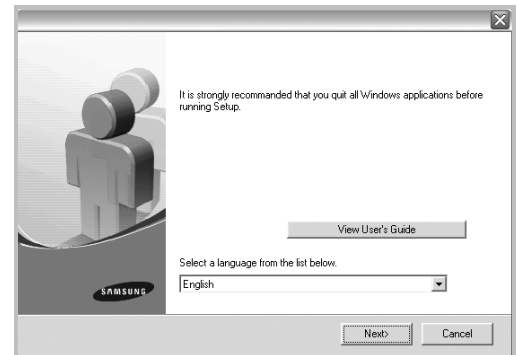 It is strongly recommanded that you quit all Windows applications before
running Setup.
View User's Guide
Select a language from the list below.
SAMSUNG
English
Next>
Cancel